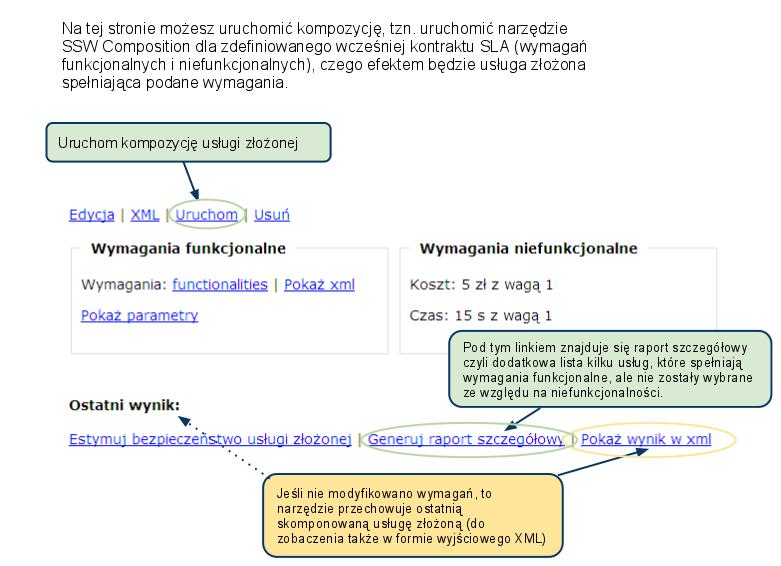 Na tej stronie możesz uruchomić kompozycję, tzn. uruchomić narzędzie
SSW Composition dla zdefiniowanego wcześniej kontraktu SLA (wymagań
funkcjonalnych i niefunkcjonalnych), czego efektem będzie usługa złożona
spełniająca podane wymagania.
Uruchom kompozycję usługi złożonej
Edycja | XML | Uruchom | Usuń
Wymagania funkcjonalne
Wymagania: functionalities | Pokaż xml
Pokaż parametry
Wymagania niefunkcjonalne
Koszt: 5 zł z wagą 1
Czas: 15 s z wagą 1
Pod tym linkiem znajduje się raport szczegółowy
czyli dodatkowa lista kilku usług, które spełniają
wymagania funkcjonalne, ale nie zostały wybrane
ze względu na niefunkcjonalności.
Ostatni wynik:
Estymuj bezpieczeństwo usługi złożonej | Generuj raport szczegółowy | Pokaż wynik w xml
Jeśli nie modyfikowano wymagań, to
narzędzie przechowuje ostatnią
skomponowaną usługę złożoną (do
zobaczenia także w formie wyjściowego XML)